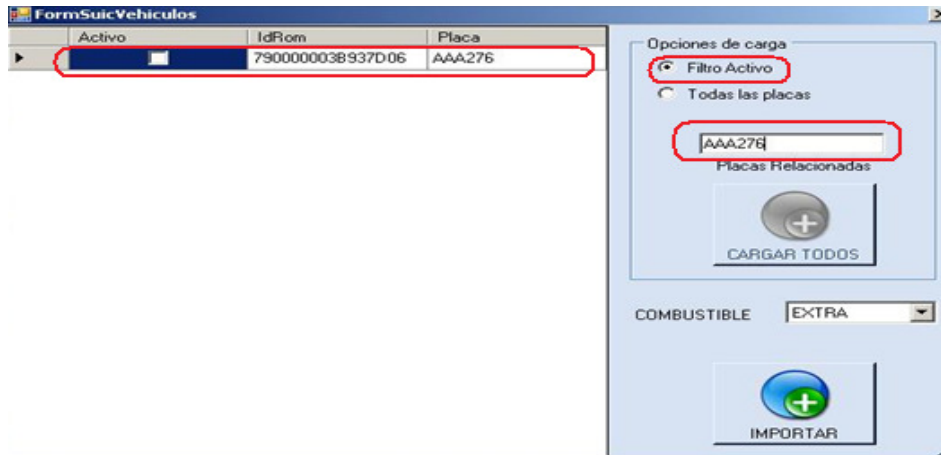 FormSuicVehiculos
Activo IdRom Placa
790000003B937D06 AAA276
Opciones de carga
Filtro Activo
Todas las placas
AAA276
Placas Relacionadas
CARGAR TODOS
COMBUSTIBLE EXTRA
IMPORTAR